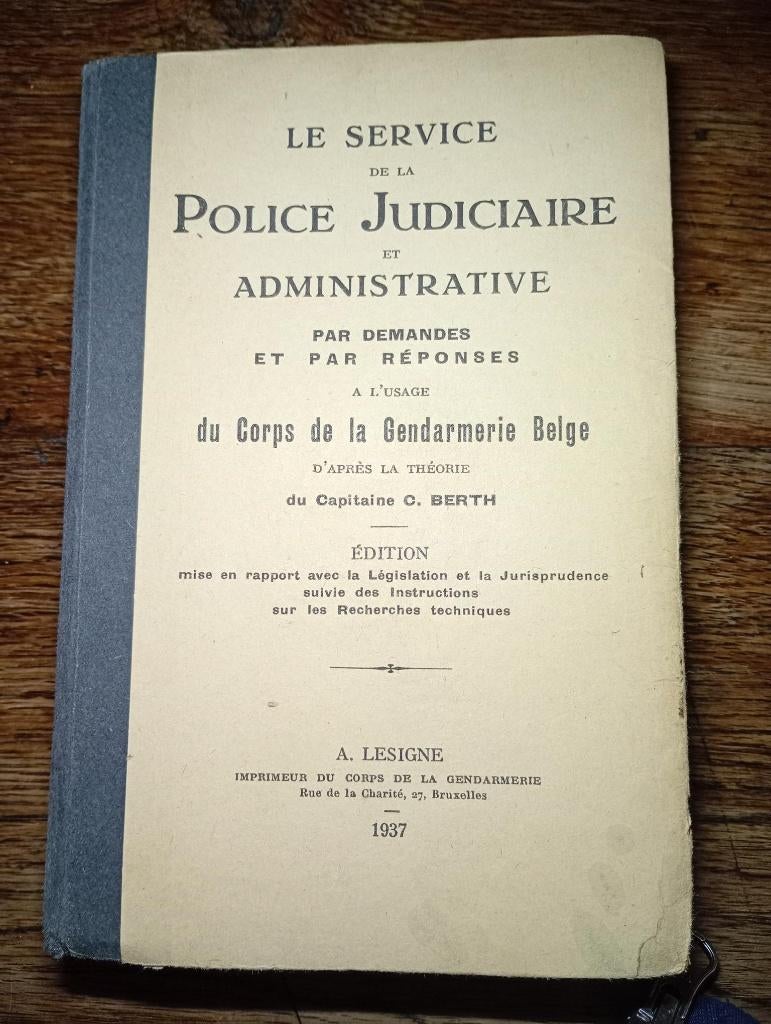 LE SERVICE
DE LA
POLICE JUDICIAIRE
ET
ADMINISTRATIVE
PAR DEMANDES
ET PAR RÉPONSES
A L'USAGE
du Corps de la Gendarmerie Belge
D'APRÈS LA THÉORIE
du Capitaine C. BERTH
ÉDITION
mise en rapport avec la Législation et la Jurisprudence
suivie des Instructions
sur les Recherches techniques
A. LESIGNE
IMPRIMEUR DU CORPS DE LA GENDARMERIE
Rue de la Charité, 27, Bruxelles
1937